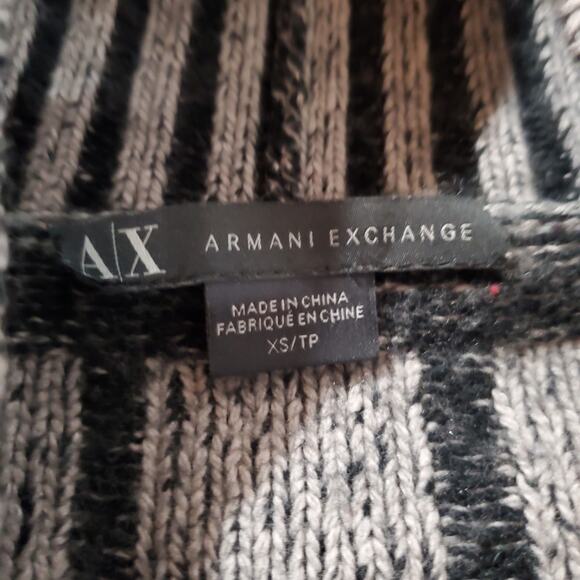 A|X ARMANI EXCHANGE
MADE IN CHINA
FABRIQUÉ EN CHINE
XS/TP